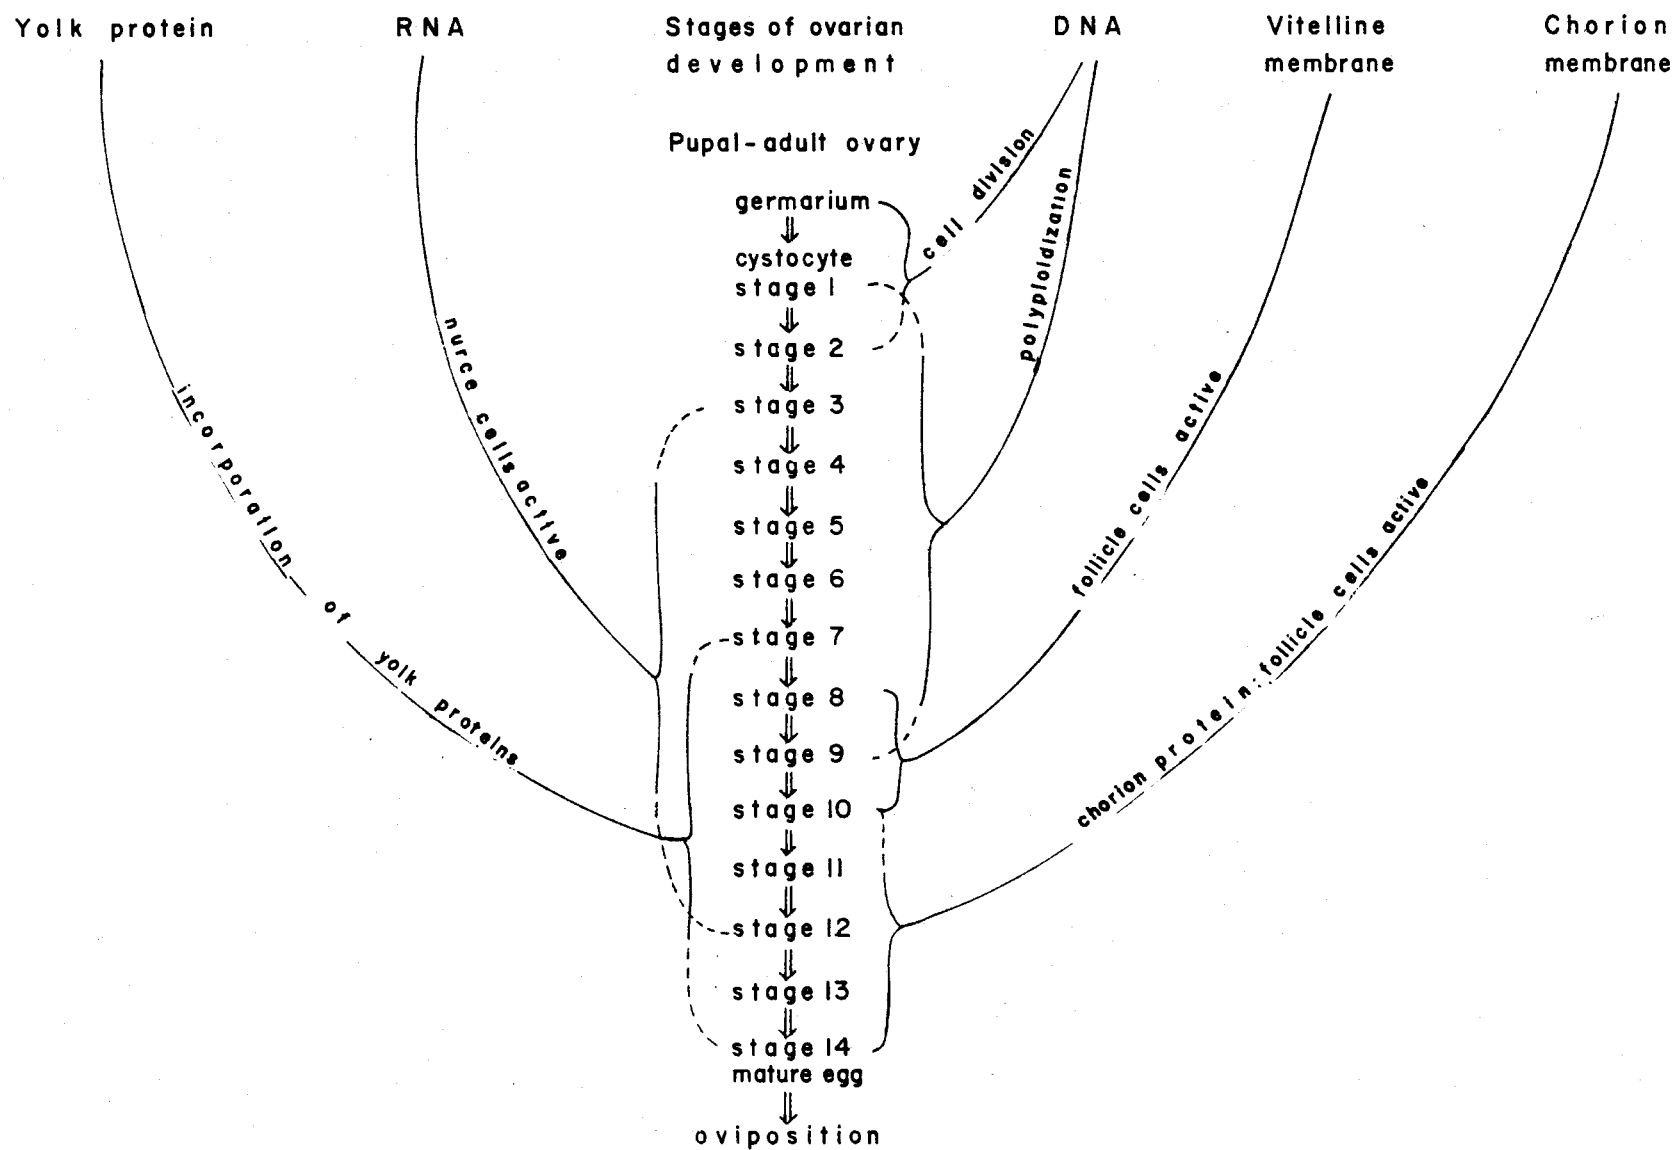 Yolk protein
RNA
Stages of ovarian
development
DNA
Vitelline
membrane
Chorion
membrane
Pupal-adult ovary
germarium
cystocyte
stage 1
stage 2
stage 3
stage 4
stage 5
stage 6
stage 7
stage 8
stage 9
stage 10
stage 11
stage 12
stage 13
stage 14
mature egg
oviposition
incorporation of yolk proteins
nurce cells active
cell division
polyploidization
follicle cells active
chorion protein: follicle cells active